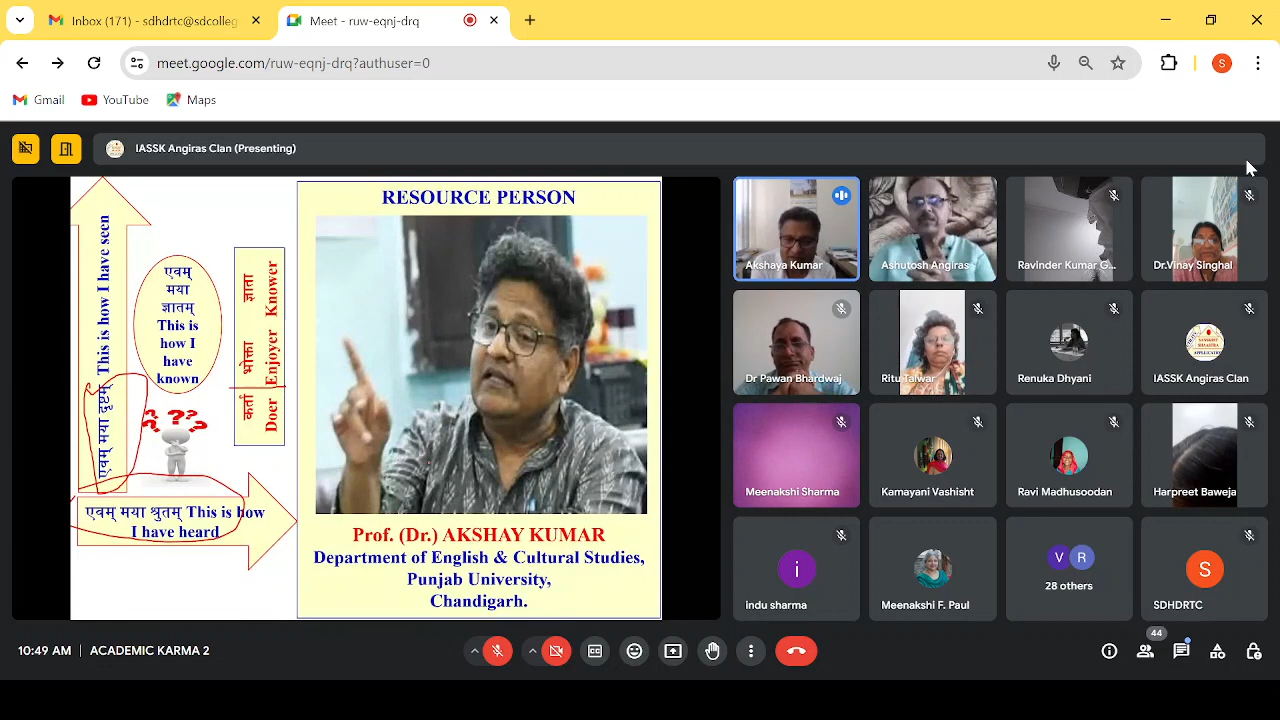 Inbox (171) - sdhdrtc@sdcolleg
Meet - ruw-eqnj-drq
meet.google.com/ruw-eqnj-drq?authuser=0
S
Gmail
YouTube
Maps
IASSK Angiras Clan (Presenting)
एवम् मया दृष्टम् This is how I have seen
एवम्
मया
ज्ञातम्
This is
how I
have
known
ज्ञाता
Knower
भोक्ता
Enjoyer
कर्ता
Doer
???
एवम् मया श्रुतम् This is how
I have heard
RESOURCE PERSON
Prof. (Dr.) AKSHAY KUMAR
Department of English & Cultural Studies,
Punjab University,
Chandigarh.
Akshaya Kumar
Ashutosh Angiras
Ravinder Kumar G...
Dr.Vinay Singhal
Dr Pawan Bhardwaj
Ritu Talwar
Renuka Dhyani
IASSK Angiras Clan
Meenakshi Sharma
Kamayani Vashisht
Ravi Madhusoodan
Harpreet Baweja
i
indu sharma
Meenakshi F. Paul
V R
28 others
S
SDHDRTC
10:49 AM | ACADEMIC KARMA 2
44